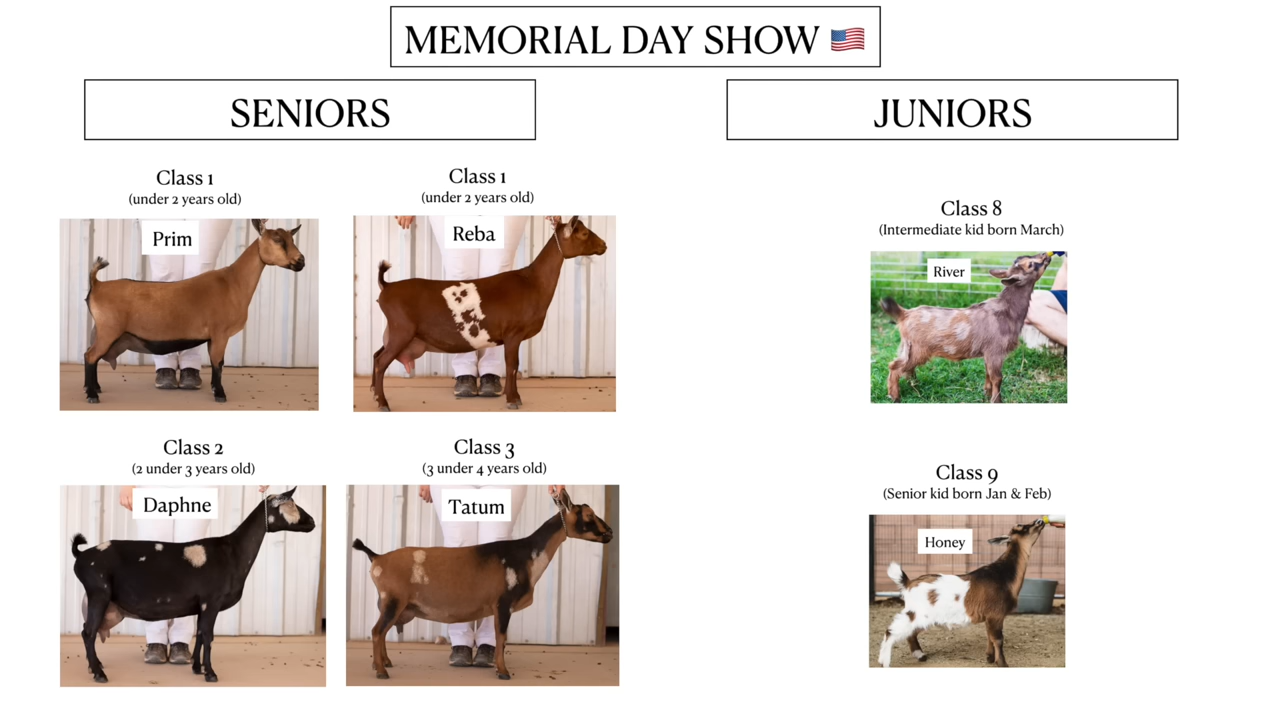 MEMORIAL DAY SHOW 🇺🇸
SENIORS
Class 1
(under 2 years old)
Prim
Class 1
(under 2 years old)
Reba
Class 2
(2 under 3 years old)
Daphne
Class 3
(3 under 4 years old)
Tatum
JUNIORS
Class 8
(Intermediate kid born March)
River
Class 9
(Senior kid born Jan & Feb)
Honey